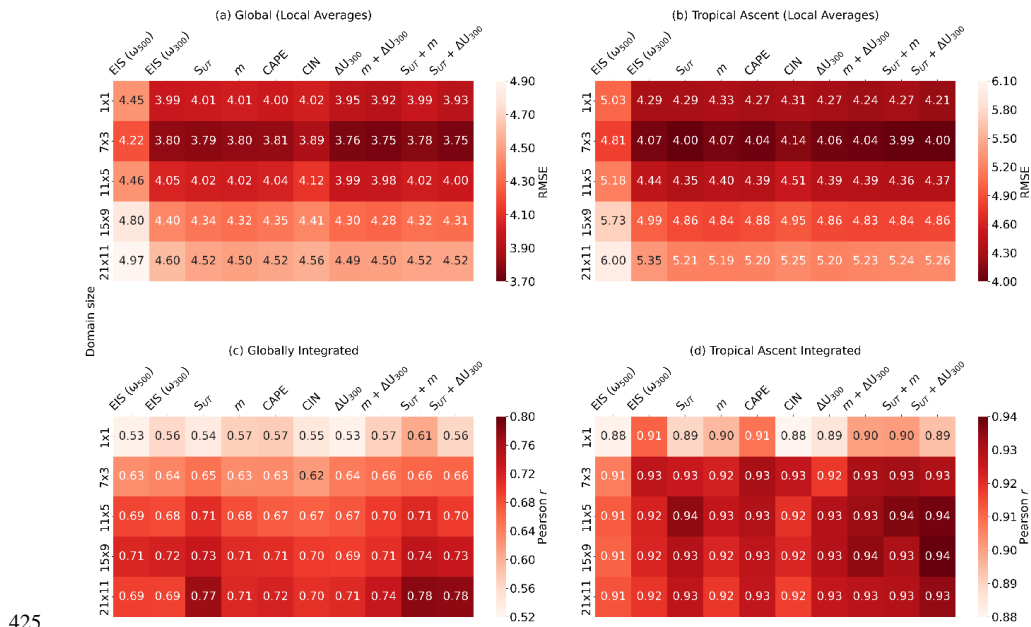 (a) Global (Local Averages)
EIS (ω500) EIS (ω300) SUT m CAPE CIN ΔU300 m + ΔU300 SUT + m SUT + ΔU300
1x1 4.45 3.99 4.01 4.01 4.00 4.02 3.95 3.92 3.99 3.93
7x3 4.22 3.80 3.79 3.80 3.81 3.89 3.76 3.75 3.78 3.75
11x5 4.46 4.05 4.02 4.02 4.04 4.12 3.99 3.98 4.02 4.00
15x9 4.80 4.40 4.34 4.32 4.35 4.41 4.30 4.28 4.32 4.31
21x11 4.97 4.60 4.52 4.50 4.52 4.56 4.49 4.50 4.52 4.52
4.90
4.70
4.50
4.30
4.10
3.90
3.70
RMSE
(b) Tropical Ascent (Local Averages)
EIS (ω500) EIS (ω300) SUT m CAPE CIN ΔU300 m + ΔU300 SUT + m SUT + ΔU300
1x1 5.03 4.29 4.29 4.33 4.27 4.31 4.27 4.24 4.27 4.21
7x3 4.81 4.07 4.00 4.07 4.04 4.14 4.06 4.04 3.99 4.00
11x5 5.18 4.44 4.35 4.40 4.39 4.51 4.39 4.39 4.36 4.37
15x9 5.73 4.99 4.86 4.84 4.88 4.95 4.86 4.83 4.84 4.86
21x11 6.00 5.35 5.21 5.19 5.20 5.25 5.20 5.23 5.24 5.26
6.10
5.80
5.50
5.20
4.90
4.60
4.30
4.00
RMSE
Domain size
(c) Globally Integrated
EIS (ω500) EIS (ω300) SUT m CAPE CIN ΔU300 m + ΔU300 SUT + m SUT + ΔU300
1x1 0.53 0.56 0.54 0.57 0.57 0.55 0.53 0.57 0.61 0.56
7x3 0.63 0.64 0.65 0.63 0.63 0.62 0.64 0.66 0.66 0.66
11x5 0.69 0.68 0.71 0.68 0.67 0.67 0.67 0.70 0.71 0.70
15x9 0.71 0.72 0.73 0.71 0.71 0.70 0.69 0.71 0.74 0.73
21x11 0.69 0.69 0.77 0.71 0.72 0.70 0.71 0.74 0.78 0.78
0.80
0.76
0.72
0.68
0.64
0.60
0.56
0.52
Pearson r
(d) Tropical Ascent Integrated
EIS (ω500) EIS (ω300) SUT m CAPE CIN ΔU300 m + ΔU300 SUT + m SUT + ΔU300
1x1 0.88 0.91 0.89 0.90 0.91 0.88 0.89 0.90 0.90 0.89
7x3 0.91 0.93 0.93 0.92 0.93 0.93 0.92 0.93 0.93 0.93
11x5 0.91 0.92 0.94 0.93 0.93 0.92 0.93 0.93 0.94 0.94
15x9 0.91 0.92 0.93 0.92 0.93 0.92 0.93 0.94 0.93 0.94
21x11 0.91 0.92 0.93 0.92 0.93 0.92 0.93 0.93 0.93 0.93
0.94
0.93
0.92
0.91
0.90
0.89
0.88
Pearson r
425